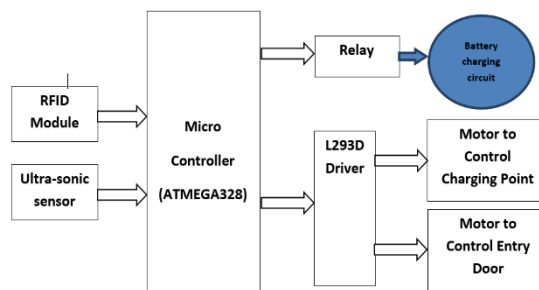 RFID
Module
Ultra-sonic
sensor
Micro
Controller
(ATMEGA328)
Relay
Battery
charging
circuit
L293D
Driver
Motor to
Control
Charging Point
Motor to
Control Entry
Door